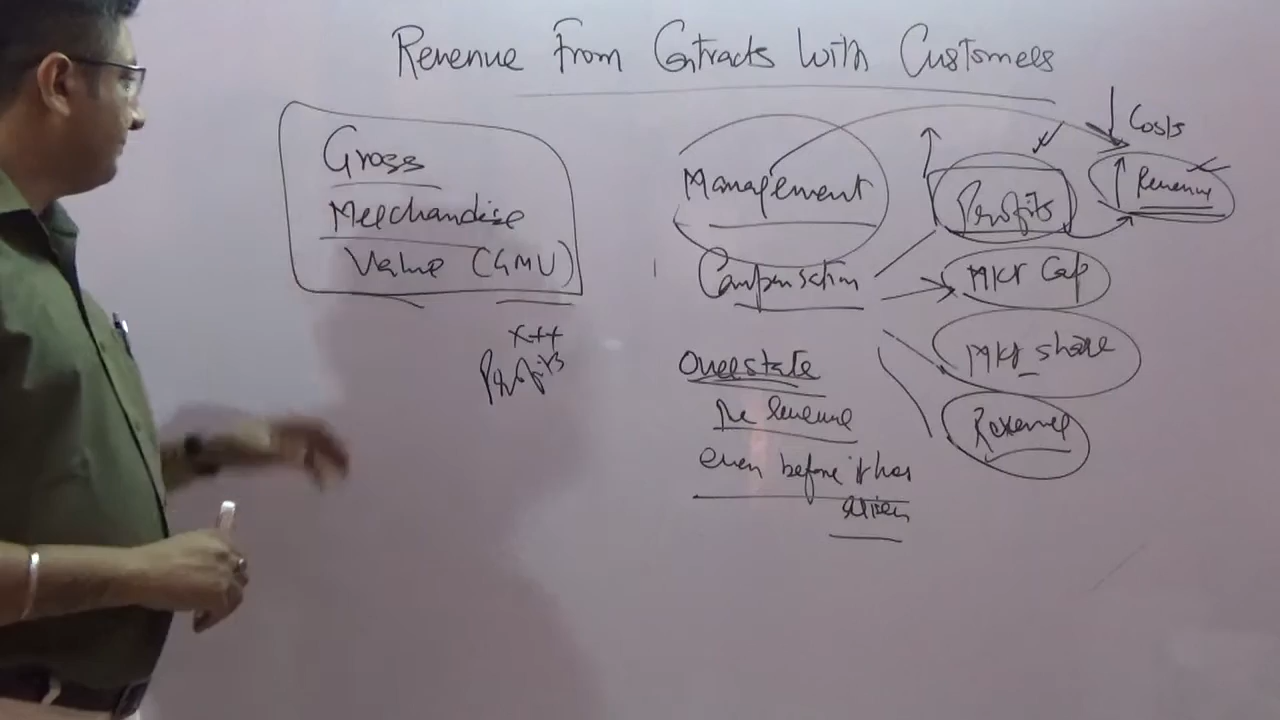 Revenue From Contracts With Customers
Gross
Merchandise
Value (GMV)
x++
Profits
Management
Compensation
Overstate
The revenue
even before it has
arisen
Profits
Costs
Revenue
MKt Cap
MKt share
Revenue